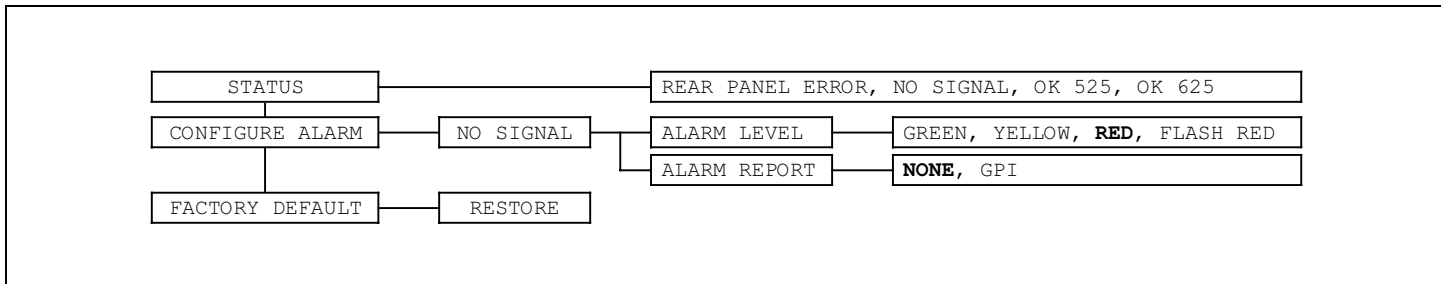 STATUS REAR PANEL ERROR, NO SIGNAL, OK 525, OK 625
CONFIGURE ALARM NO SIGNAL ALARM LEVEL GREEN, YELLOW, RED, FLASH RED
ALARM REPORT NONE, GPI
FACTORY DEFAULT RESTORE